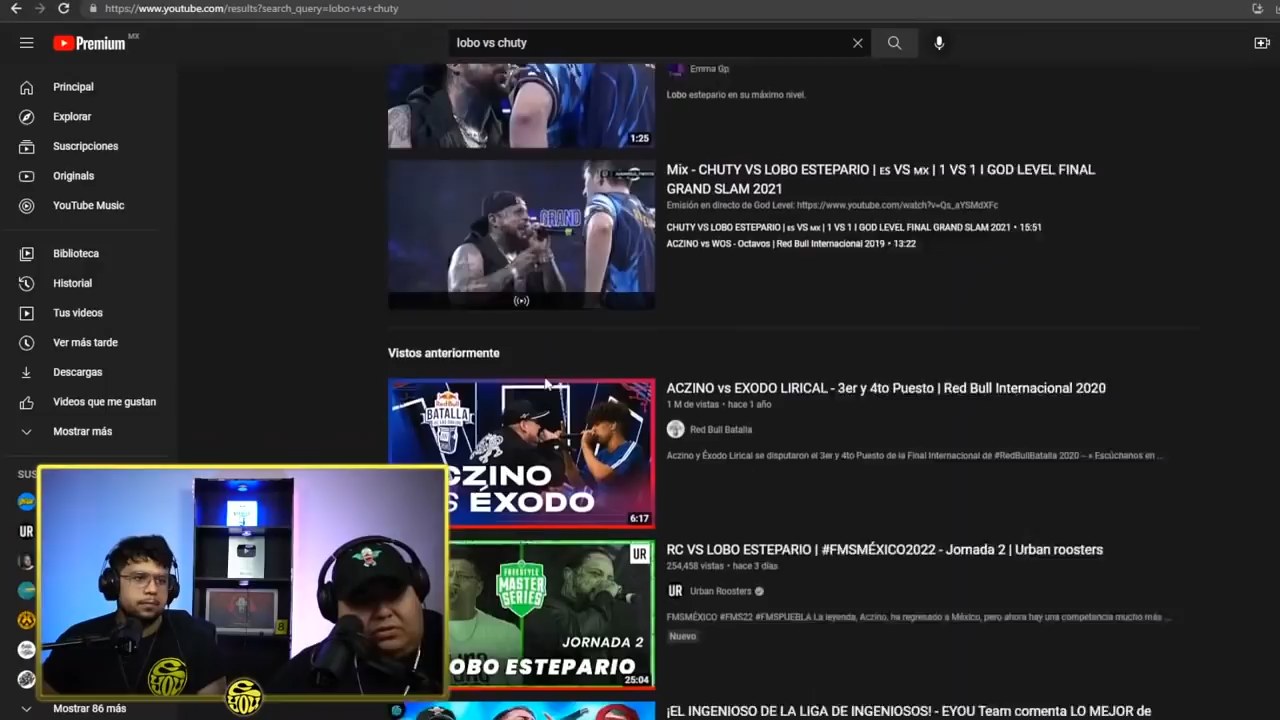 https://www.youtube.com/results?search_query=lobo+vs+chuty
Premium MX
lobo vs chuty
Principal
Explorar
Suscripciones
Originals
YouTube Music
Biblioteca
Historial
Tus videos
Ver más tarde
Descargas
Videos que me gustan
Mostrar más
SUS
UR
Mostrar 86 más
Emma Gp
Lobo estepario en su máximo nivel.
1:25
GRAND
Mix - CHUTY VS LOBO ESTEPARIO | ES VS MX | 1 VS 1 I GOD LEVEL FINAL
GRAND SLAM 2021
Emisión en directo de God Level: https://www.youtube.com/watch?v=Qs_aYSMdXFc
CHUTY VS LOBO ESTEPARIO | ES VS MX | 1 VS 1 I GOD LEVEL FINAL GRAND SLAM 2021 • 15:51
ACZINO vs WOS - Octavos | Red Bull Internacional 2019 • 13:22
Vistos anteriormente
Red Bull
BATALLA
CZINO
S ÉXODO
6:17
ACZINO vs EXODO LIRICAL - 3er y 4to Puesto | Red Bull Internacional 2020
1 M de vistas • hace 1 año
Red Bull Batalla
Aczino y Éxodo Lirical se disputaron el 3er y 4to Puesto de la Final Internacional de #RedBullBatalla 2020 -- » Escúchanos en ...
UR
FREESTYLE
MASTER
SERIES
JORNADA 2
OBO ESTEPARIO
25:04
RC VS LOBO ESTEPARIO | #FMSMÉXICO2022 - Jornada 2 | Urban roosters
254,458 vistas • hace 3 días
UR Urban Roosters
FMSMÉXICO #FMS22 #FMSPUEBLA La leyenda, Aczino, ha regresado a México, pero ahora hay una competencia mucho más ...
Nuevo
¡EL INGENIOSO DE LA LIGA DE INGENIOSOS! - EYOU Team comenta LO MEJOR de